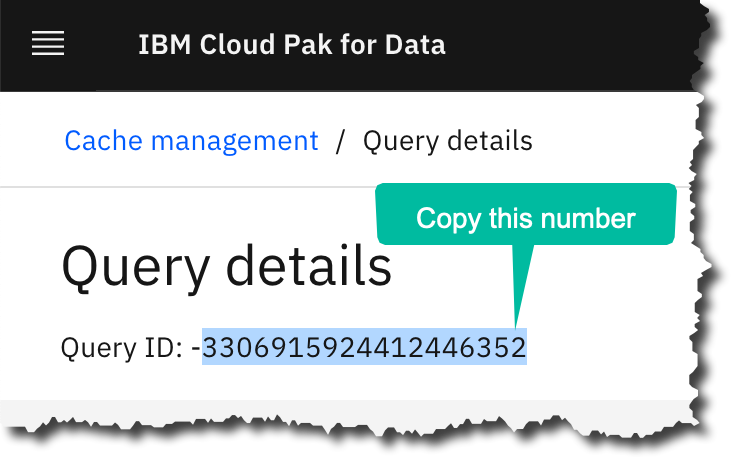 IBM Cloud Pak for Data
Cache management / Query details
Copy this number
Query details
Query ID: -3306915924412446352